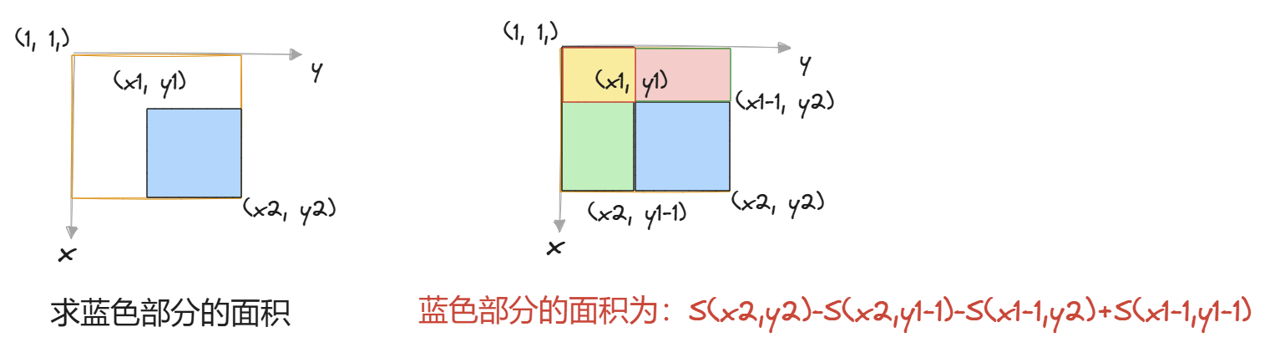 (1, 1,)
y
(x1, y1)
(x2, y2)
x
求蓝色部分的面积
(1, 1,)
y
(x1, y1)
(x1-1, y2)
(x2, y1-1)
(x2, y2)
x
蓝色部分的面积为：S(x2,y2)-S(x2,y1-1)-S(x1-1,y2)+S(x1-1,y1-1)